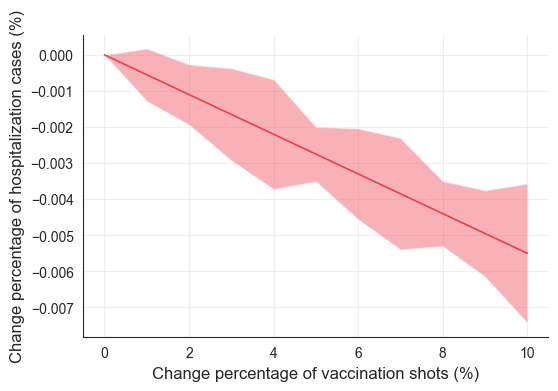 Change percentage of hospitalization cases (%)
0.000
−0.001
−0.002
−0.003
−0.004
−0.005
−0.006
−0.007
0 2 4 6 8 10
Change percentage of vaccination shots (%)